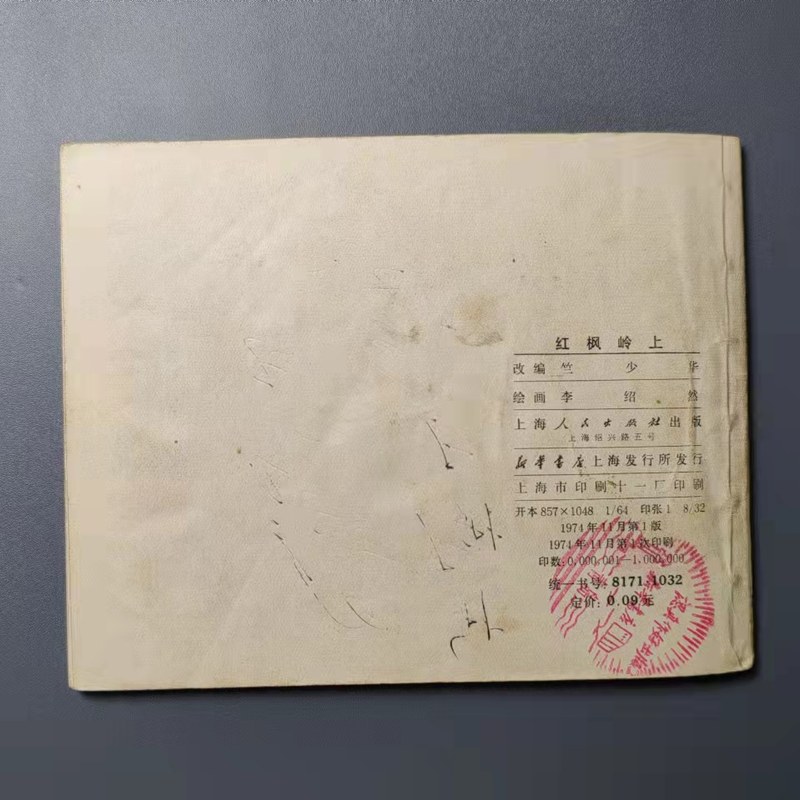 红枫岭上
改编 竺少华
绘画 李绍然
上海人民出版社出版
上海绍兴路五号
新华书店上海发行所发行
上海市印刷十一厂印刷
开本 857×1048 1/64 印张 1 8/32
1974年11月第1版
1974年11月第1次印刷
印数: 0,000,001—1,000,000
统一书号: 8171·1032
定价: 0.09元